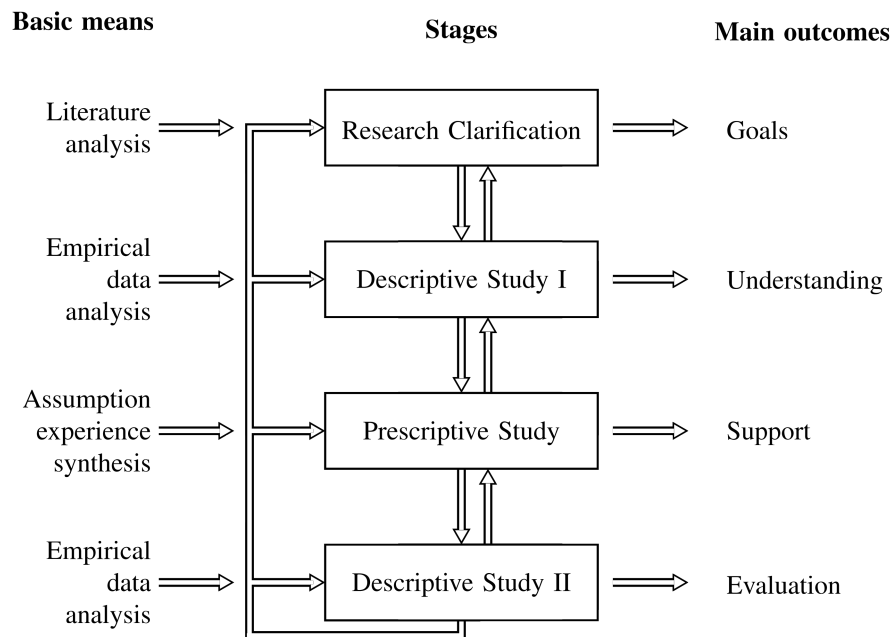 Basic means
Stages
Main outcomes
Literature
analysis
Research Clarification
Goals
Empirical
data
analysis
Descriptive Study I
Understanding
Assumption
experience
synthesis
Prescriptive Study
Support
Empirical
data
analysis
Descriptive Study II
Evaluation